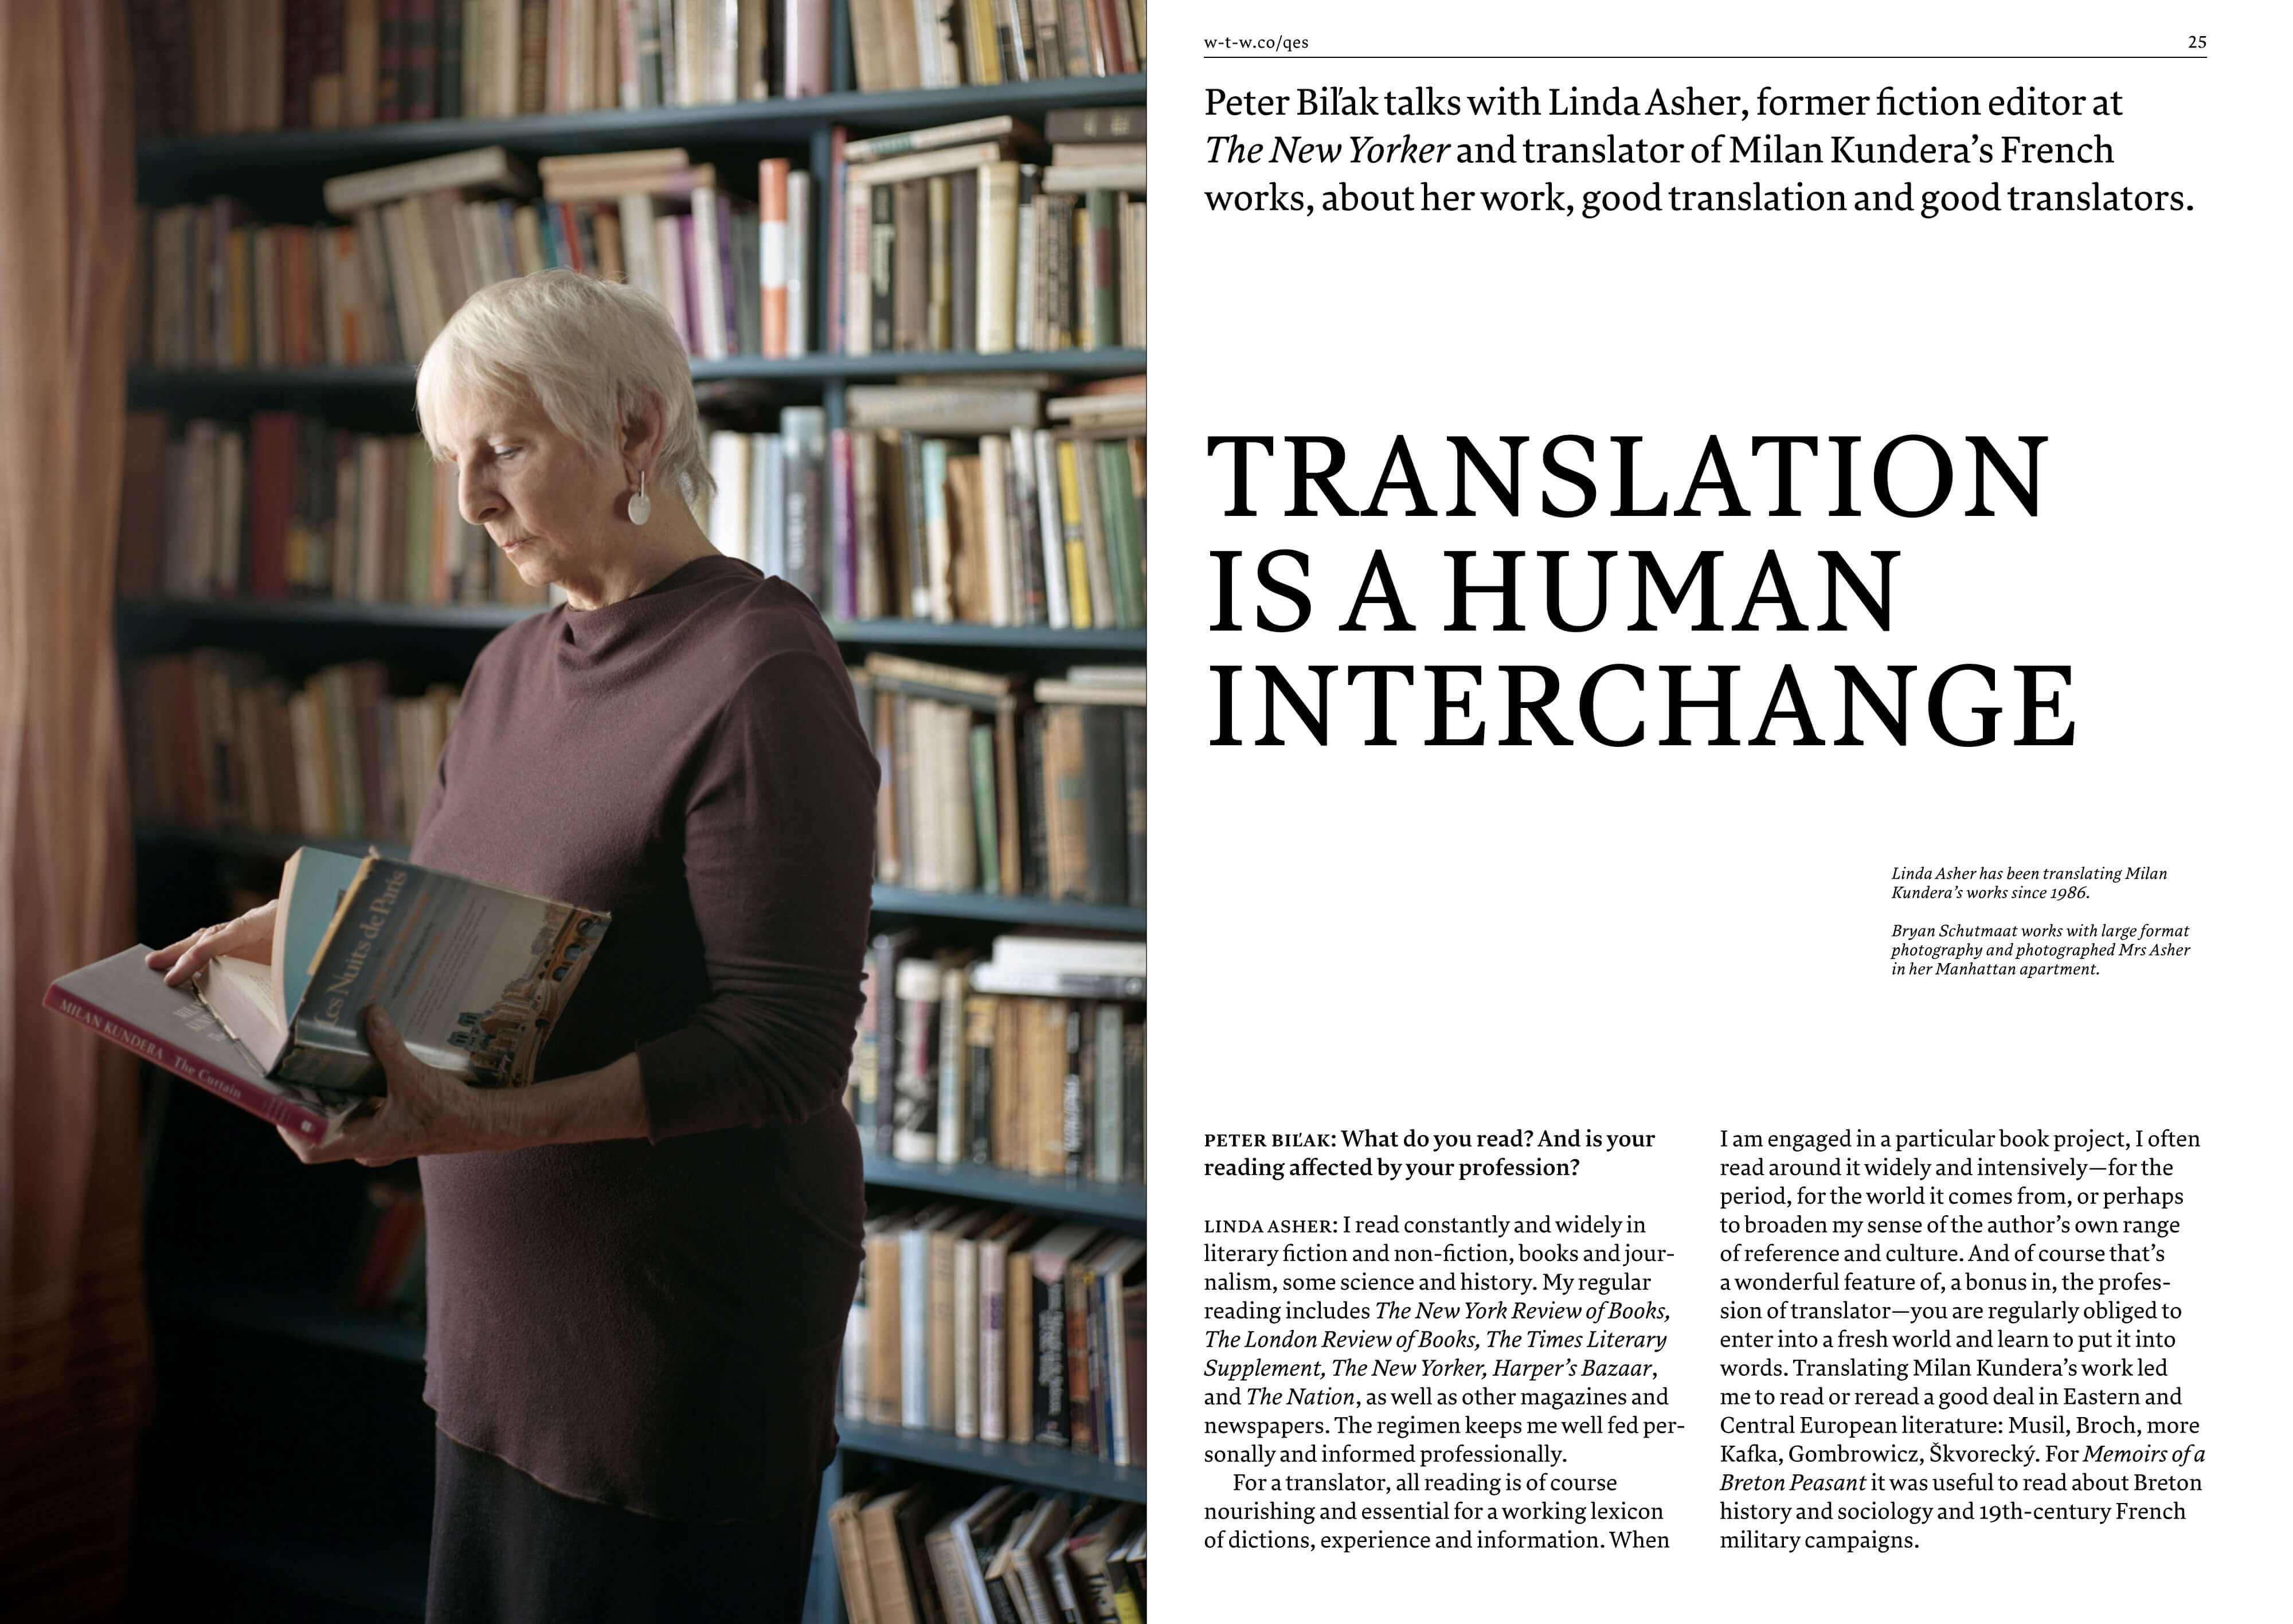 Les Nuits de Paris
MILAN KUNDERA The Curtain
w-t-w.co/qes
25
Peter Biľak talks with Linda Asher, former fiction editor at
The New Yorker and translator of Milan Kundera’s French
works, about her work, good translation and good translators.
TRANSLATION
IS A HUMAN
INTERCHANGE
Linda Asher has been translating Milan
Kundera’s works since 1986.
Bryan Schutmaat works with large format
photography and photographed Mrs Asher
in her Manhattan apartment.
PETER BIĽAK: What do you read? And is your
reading affected by your profession?
LINDA ASHER: I read constantly and widely in
literary fiction and non-fiction, books and jour-
nalism, some science and history. My regular
reading includes The New York Review of Books,
The London Review of Books, The Times Literary
Supplement, The New Yorker, Harper’s Bazaar,
and The Nation, as well as other magazines and
newspapers. The regimen keeps me well fed per-
sonally and informed professionally.
For a translator, all reading is of course
nourishing and essential for a working lexicon
of dictions, experience and information. When
I am engaged in a particular book project, I often
read around it widely and intensively—for the
period, for the world it comes from, or perhaps
to broaden my sense of the author’s own range
of reference and culture. And of course that’s
a wonderful feature of, a bonus in, the profes-
sion of translator—you are regularly obliged to
enter into a fresh world and learn to put it into
words. Translating Milan Kundera’s work led
me to read or reread a good deal in Eastern and
Central European literature: Musil, Broch, more
Kafka, Gombrowicz, Škvorecký. For Memoirs of a
Breton Peasant it was useful to read about Breton
history and sociology and 19th-century French
military campaigns.